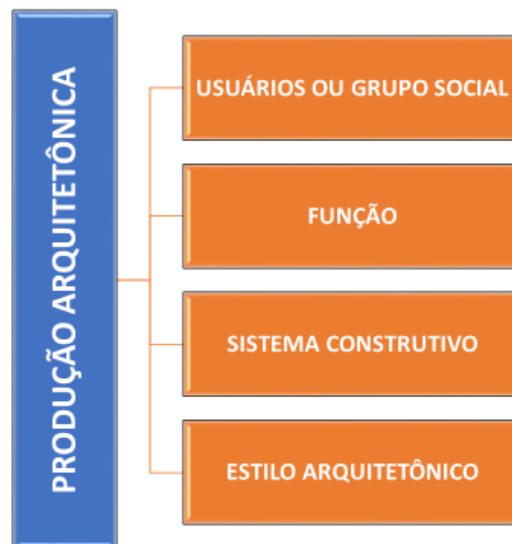 PRODUÇÃO ARQUITETÔNICA
USUÁRIOS OU GRUPO SOCIAL
FUNÇÃO
SISTEMA CONSTRUTIVO
ESTILO ARQUITETÔNICO